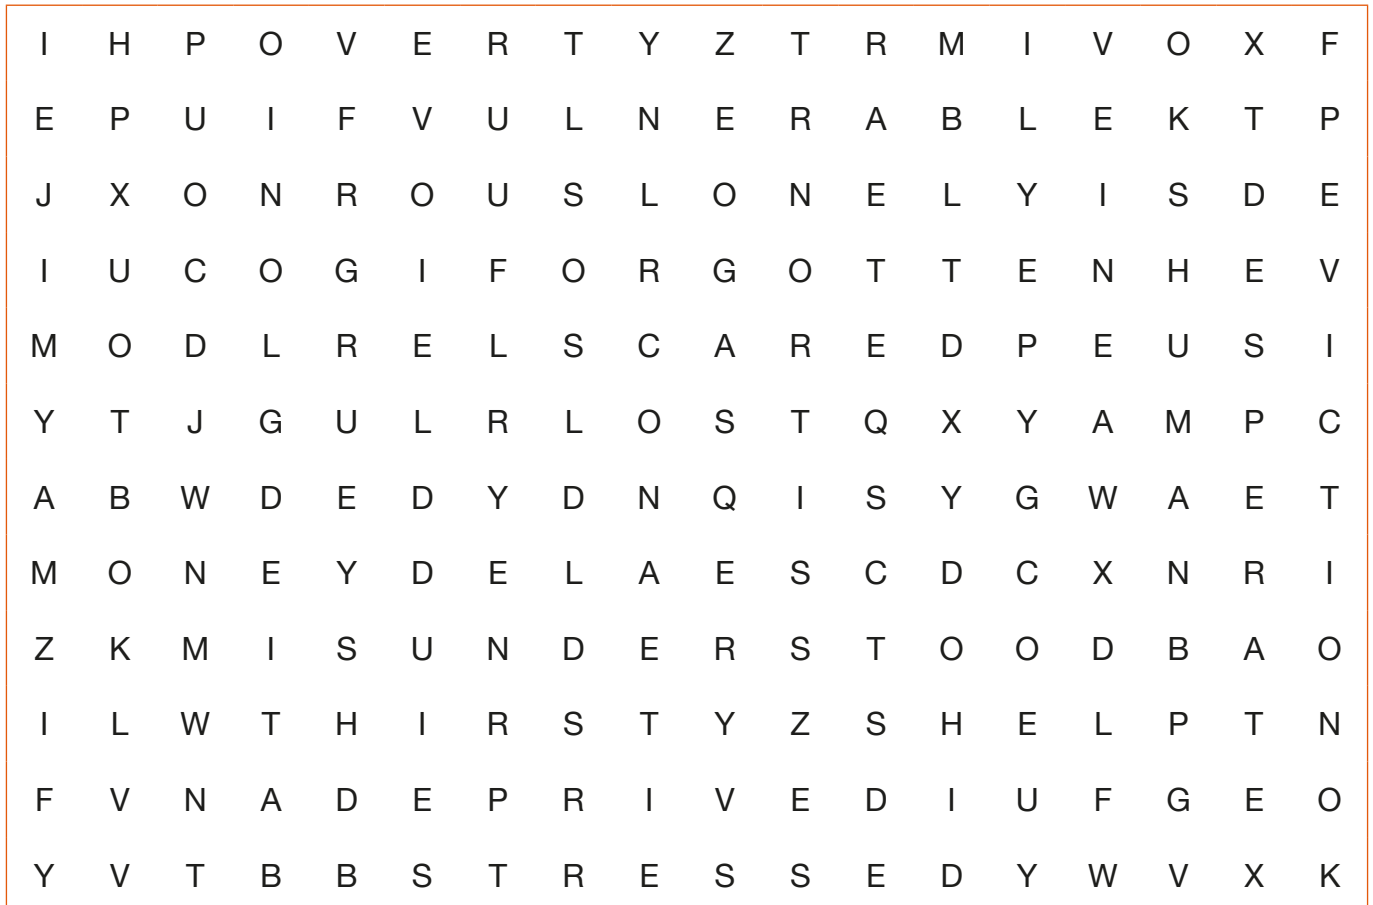 I H P O V E R T Y Z T R M I V O X F
E P U I F V U L N E R A B L E K T P
J X O N R O U S L O N E L Y I S D E
I U C O G I F O R G O T T E N H E V
M O D L R E L S C A R E D P E U S I
Y T J G U L R L O S T Q X Y A M P C
A B W D E D Y D N Q I S Y G W A E T
M O N E Y D E L A E S C D C X N R I
Z K M I S U N D E R S T O O D B A O
I L W T H I R S T Y Z S H E L P T N
F V N A D E P R I V E D I U F G E O
Y V T B B S T R E S S E D Y W V X K